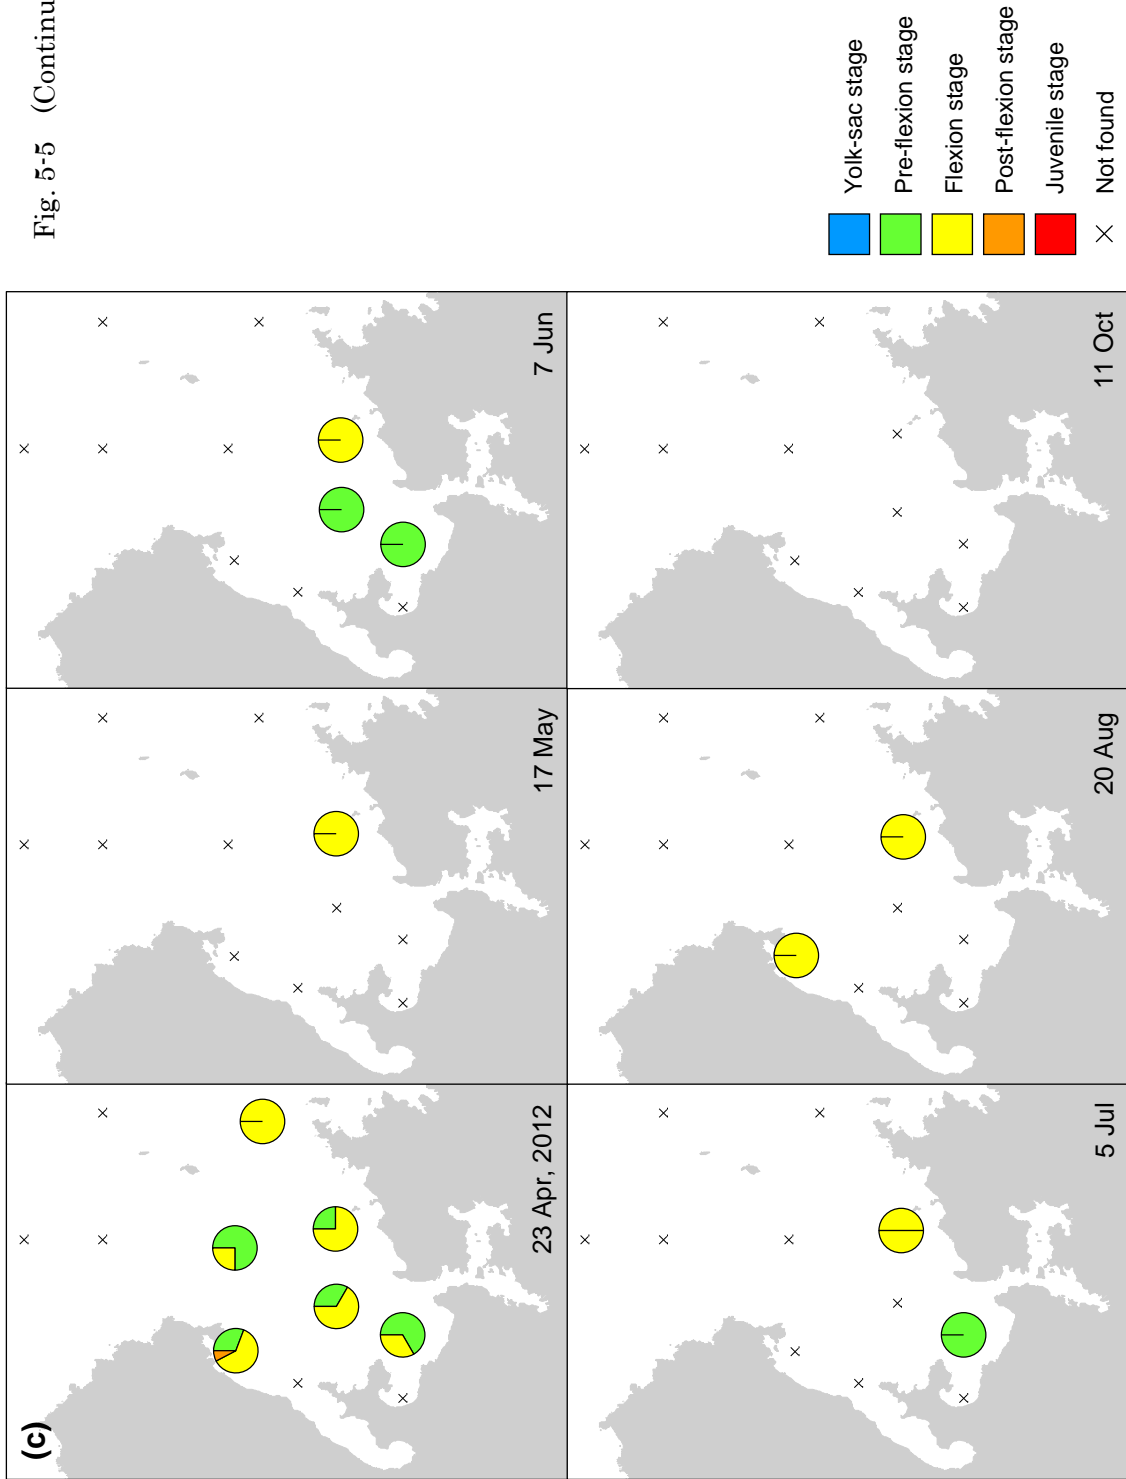 Fig. 5-5 (Continu
(c)
23 Apr, 2012
17 May
7 Jun
5 Jul
20 Aug
11 Oct
Yolk-sac stage
Pre-flexion stage
Flexion stage
Post-flexion stage
Juvenile stage
Not found